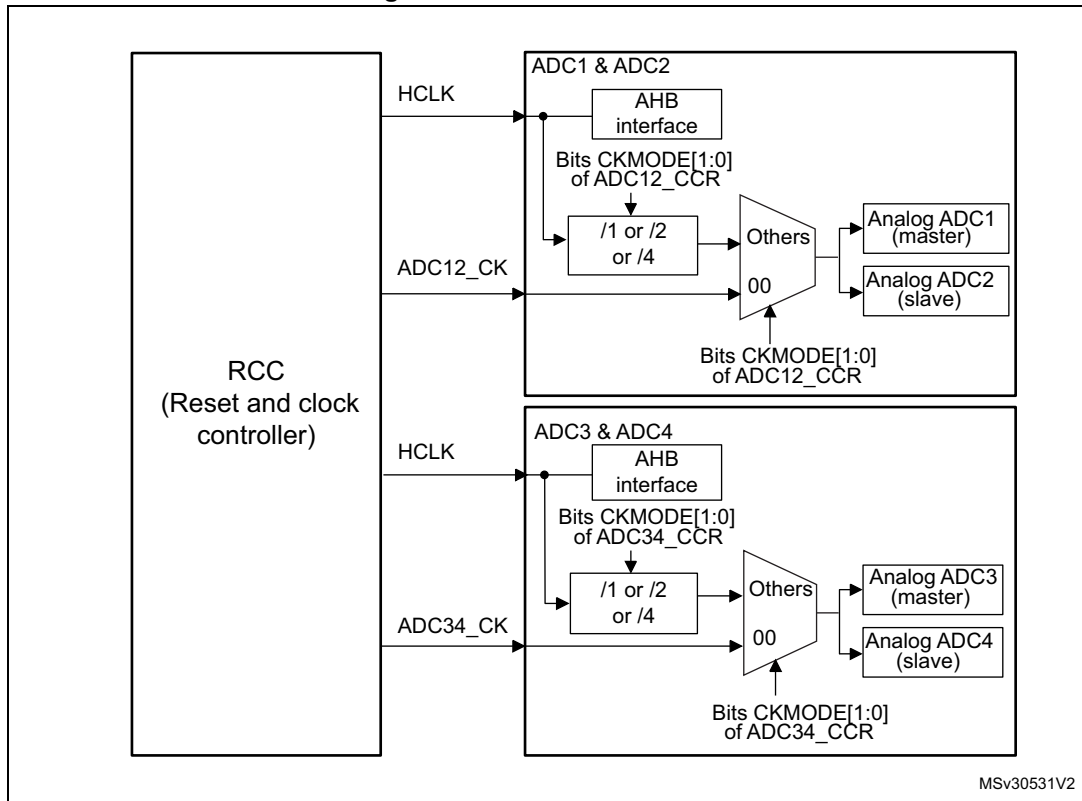 ADC1 & ADC2
HCLK
AHB
interface
Bits CKMODE[1:0]
of ADC12_CCR
/1 or /2
or /4
Others
00
Analog ADC1
(master)
Analog ADC2
(slave)
ADC12_CK
Bits CKMODE[1:0]
of ADC12_CCR
RCC
(Reset and clock
controller)
ADC3 & ADC4
HCLK
AHB
interface
Bits CKMODE[1:0]
of ADC34_CCR
/1 or /2
or /4
Others
00
Analog ADC3
(master)
Analog ADC4
(slave)
ADC34_CK
Bits CKMODE[1:0]
of ADC34_CCR
MSv30531V2